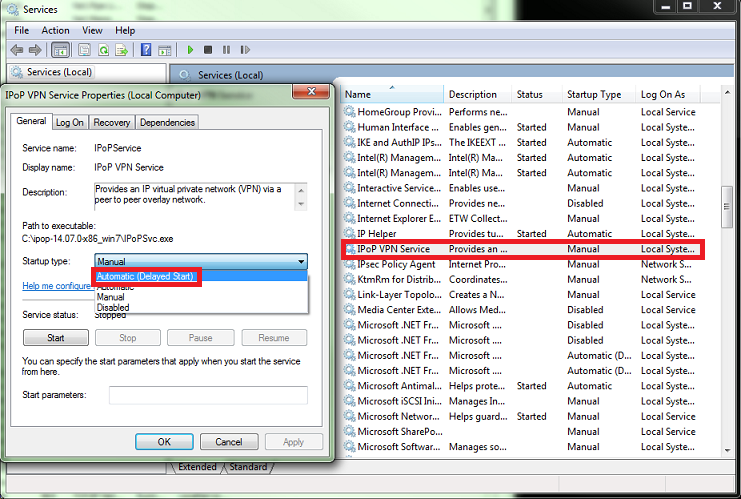 Services
File Action View Help
Services (Local)
Services (Local)
IPoP VPN Service Properties (Local Computer)
General Log On Recovery Dependencies
Service name: IPoPService
Display name: IPoP VPN Service
Description: Provides an IP virtual private network (VPN) via a
peer to peer overlay network.
Path to executable:
C:\ipop-14.07.0x86_win7\IPoPSvc.exe
Startup type: Manual
Automatic (Delayed Start)
Automatic
Help me configure
Manual
Disabled
Service status: Stopped
Start Stop Pause Resume
You can specify the start parameters that apply when you start the service
from here.
Start parameters:
OK Cancel Apply
Name Description Status Startup Type Log On As
HomeGroup Provi... Performs ne... Manual Local Service
Human Interface ... Enables gen... Started Manual Local Syste...
IKE and AuthIP IPs... The IKEEXT ... Started Automatic Local Syste...
Intel(R) Managem... Intel(R) Ma... Started Automatic Local Syste...
Intel(R) Managem... Intel(R) Ma... Started Automatic Local Syste...
Interactive Service... Enables use... Manual Local Syste...
Internet Connecti... Provides ne... Disabled Local Syste...
Internet Explorer E... ETW Collect... Manual Local Syste...
IP Helper Provides tu... Started Automatic Local Syste...
IPoP VPN Service Provides an ... Manual Local Syste...
IPsec Policy Agent Internet Pro... Manual Network S...
KtmRm for Distrib... Coordinates... Manual Network S...
Link-Layer Topolo... Creates a N... Manual Local Service
Media Center Exte... Allows Med... Disabled Local Service
Microsoft .NET Fr... Microsoft .... Disabled Local Syste...
Microsoft .NET Fr... Microsoft .... Disabled Local Syste...
Microsoft .NET Fr... Microsoft .... Automatic (D... Local Syste...
Microsoft .NET Fr... Microsoft .... Automatic (D... Local Syste...
Microsoft Antimal... Helps prote... Started Automatic Local Syste...
Microsoft iSCSI Ini... Manages In... Manual Local Syste...
Microsoft Networ... Helps guard... Started Manual Local Service
Microsoft SharePo... Manual Local Service
Microsoft Softwar... Manages so... Manual Local Syste...
Extended Standard